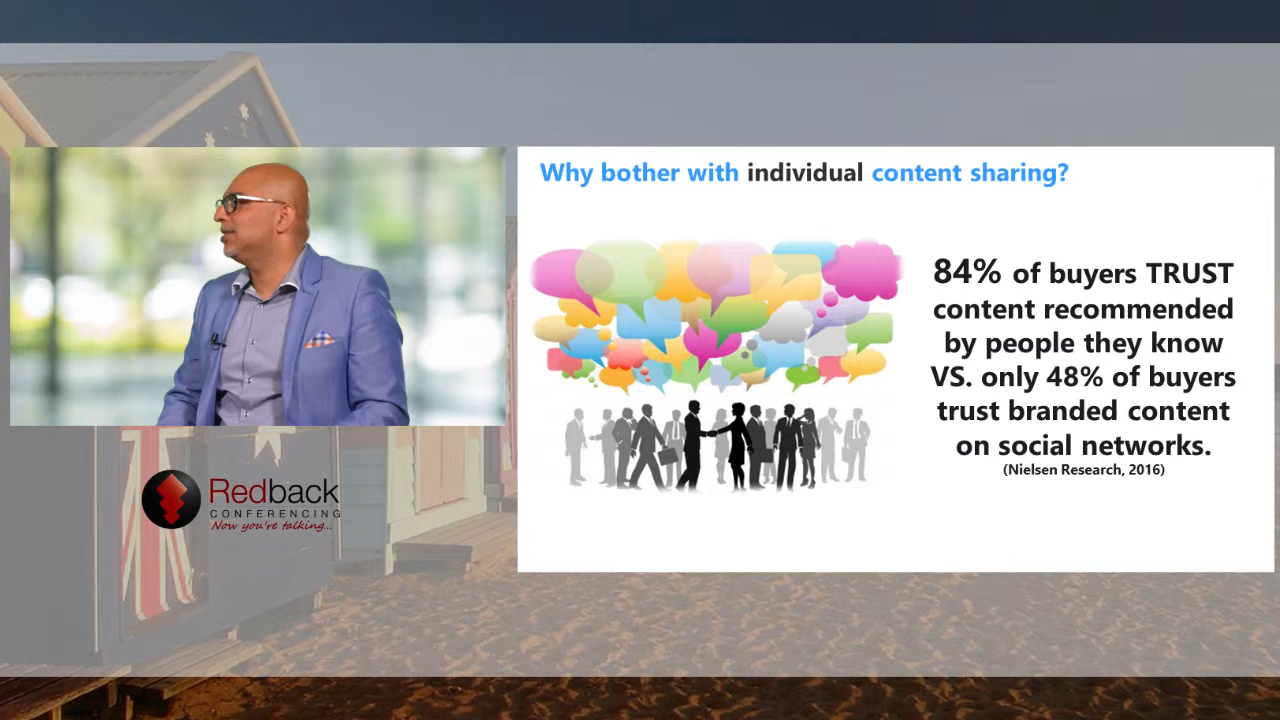 Why bother with individual content sharing?
84% of buyers TRUST
content recommended
by people they know
VS. only 48% of buyers
trust branded content
on social networks.
(Nielsen Research, 2016)
Redback
CONFERENCING
Now you're talking...